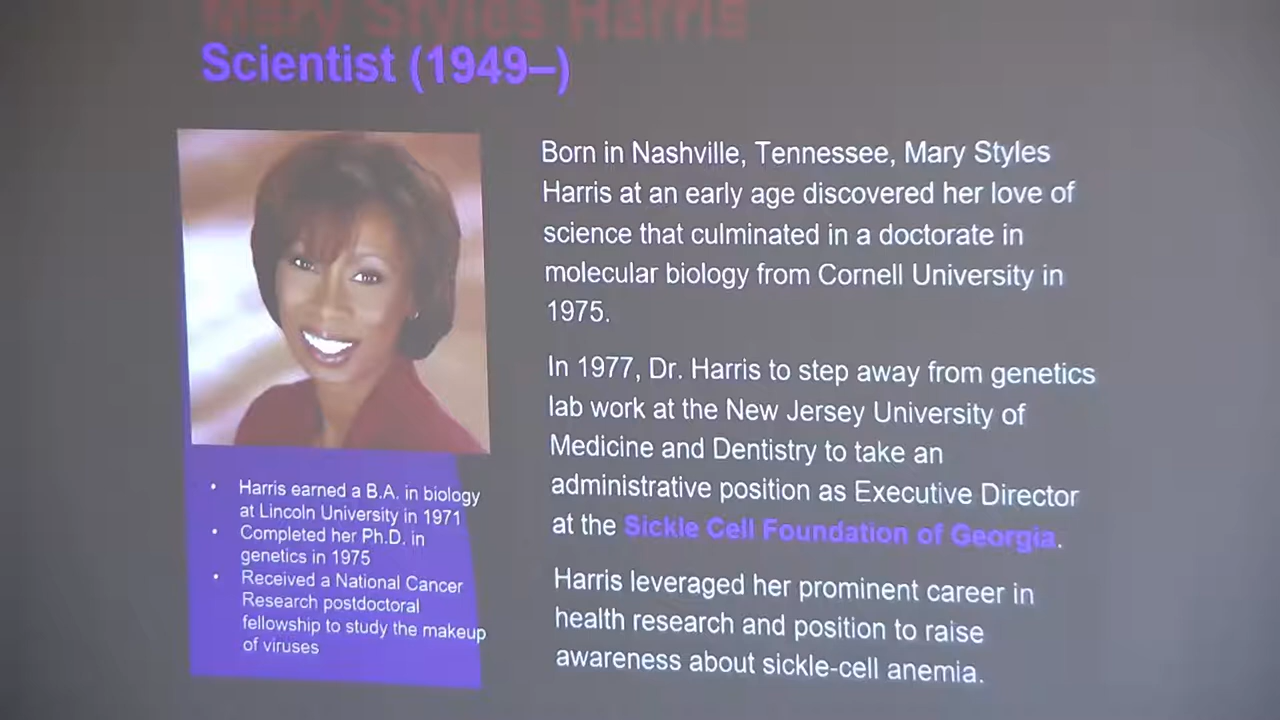 Mary Styles Harris
Scientist (1949–)
Born in Nashville, Tennessee, Mary Styles
Harris at an early age discovered her love of
science that culminated in a doctorate in
molecular biology from Cornell University in
1975.
In 1977, Dr. Harris to step away from genetics
lab work at the New Jersey University of
Medicine and Dentistry to take an
administrative position as Executive Director
at the Sickle Cell Foundation of Georgia.
Harris leveraged her prominent career in
health research and position to raise
awareness about sickle-cell anemia.
• Harris earned a B.A. in biology
at Lincoln University in 1971
• Completed her Ph.D. in
genetics in 1975
• Received a National Cancer
Research postdoctoral
fellowship to study the makeup
of viruses